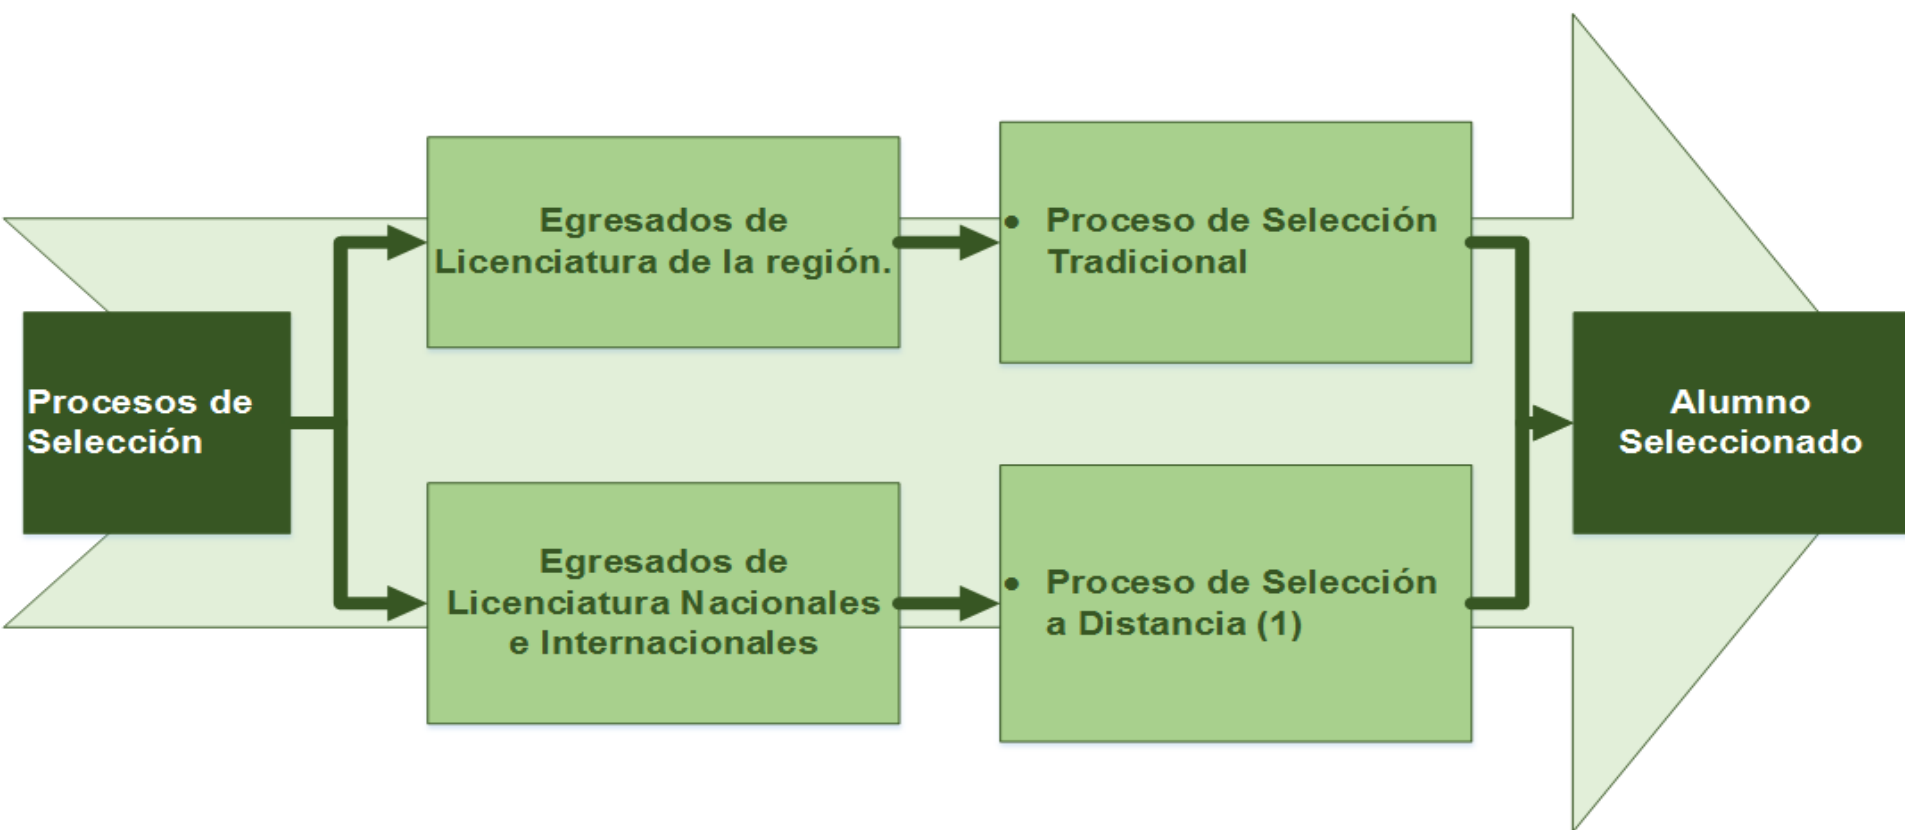 Procesos de
Selección
Egresados de
Licenciatura de la región.
• Proceso de Selección
Tradicional
Egresados de
Licenciatura Nacionales
e Internacionales
• Proceso de Selección
a Distancia (1)
Alumno
Seleccionado